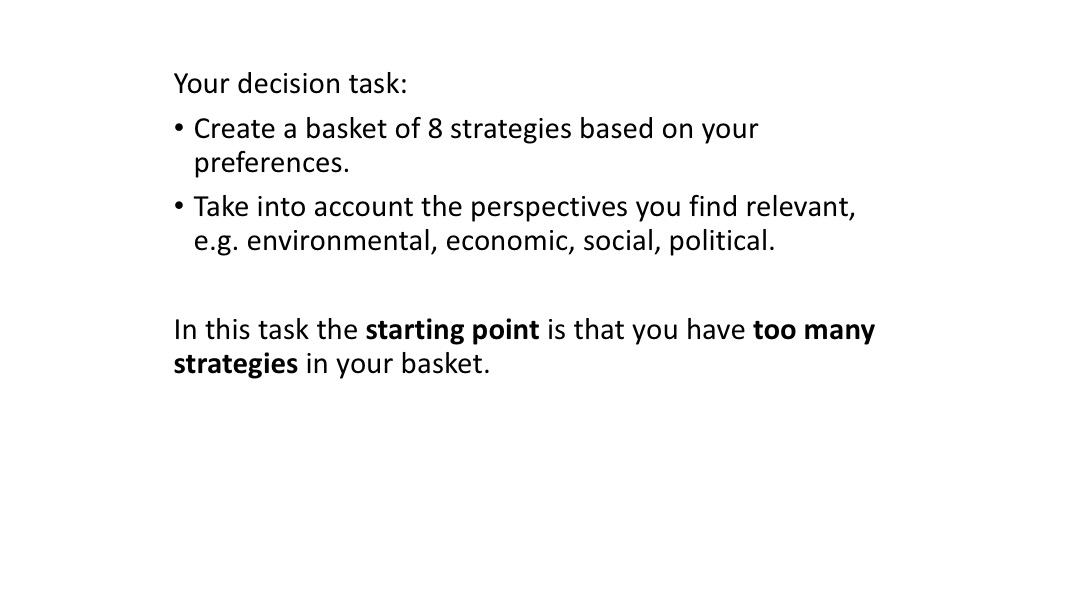 Your decision task:
• Create a basket of 8 strategies based on your
preferences.
• Take into account the perspectives you find relevant,
e.g. environmental, economic, social, political.
In this task the starting point is that you have too many
strategies in your basket.